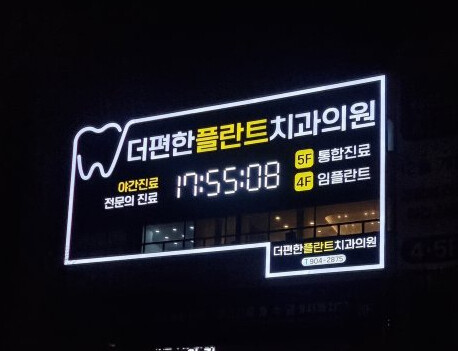 더편한플란트치과의원
야간진료
전문의 진료
17:55:08
5F 통합진료
4F 임플란트
더편한플란트치과의원
T.904-2875